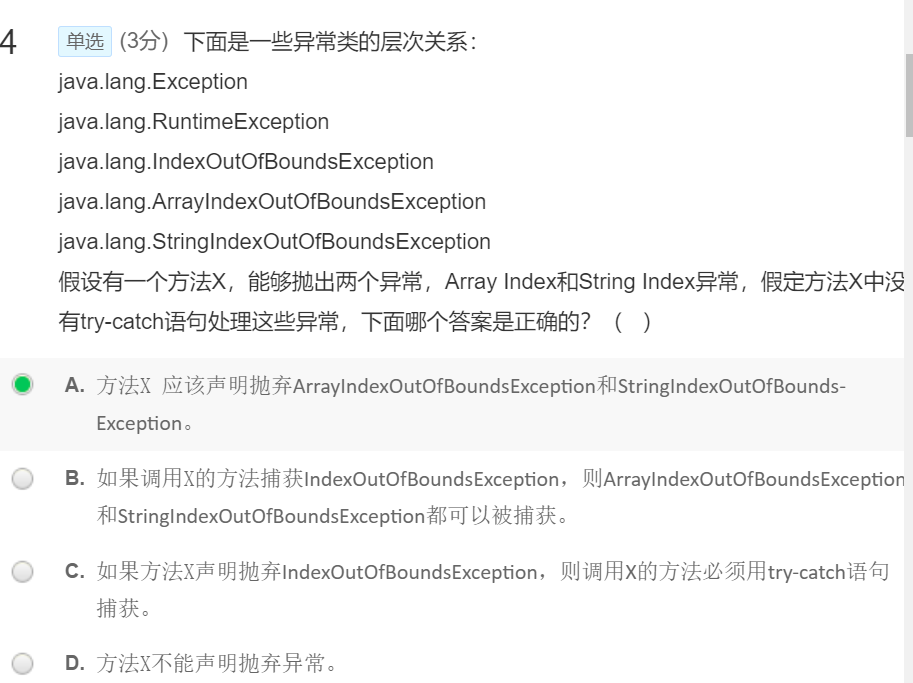 4 单选 (3分) 下面是一些异常类的层次关系：
java.lang.Exception
java.lang.RuntimeException
java.lang.IndexOutOfBoundsException
java.lang.ArrayIndexOutOfBoundsException
java.lang.StringIndexOutOfBoundsException
假设有一个方法X，能够抛出两个异常，Array Index和String Index异常，假定方法X中没
有try-catch语句处理这些异常，下面哪个答案是正确的？ （ ）
A. 方法X 应该声明抛弃ArrayIndexOutOfBoundsException和StringIndexOutOfBounds-
Exception。
B. 如果调用X的方法捕获IndexOutOfBoundsException，则ArrayIndexOutOfBoundsException
和StringIndexOutOfBoundsException都可以被捕获。
C. 如果方法X声明抛弃IndexOutOfBoundsException，则调用X的方法必须用try-catch语句
捕获。
D. 方法X不能声明抛弃异常。